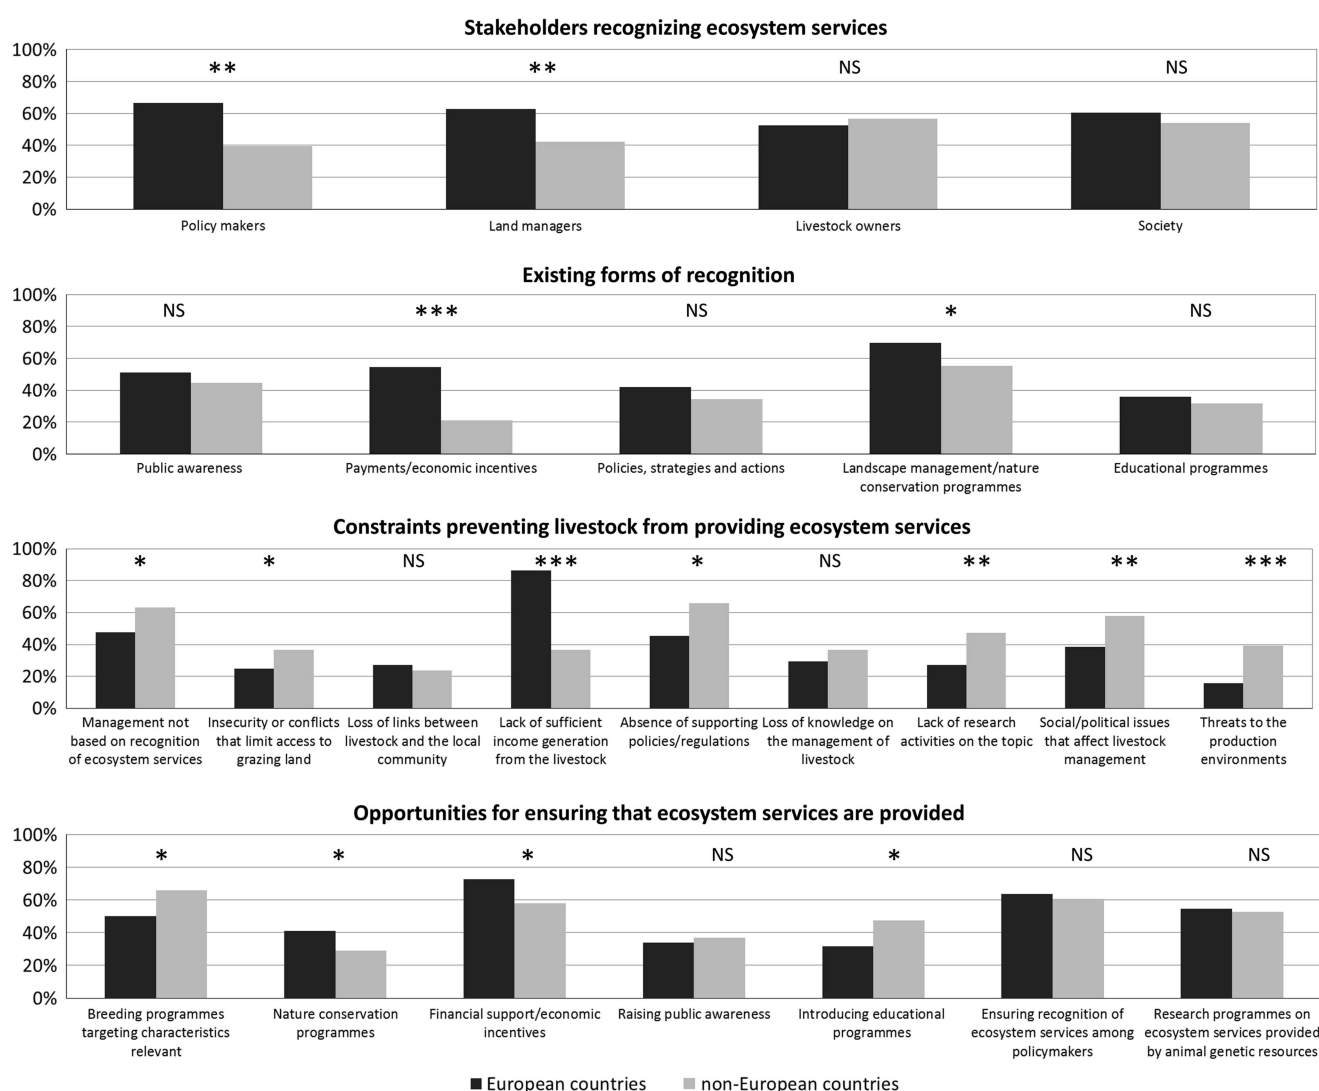 Stakeholders recognizing ecosystem services
100%
80%
60%
40%
20%
0%
** ** NS NS
Policy makers Land managers Livestock owners Society
Existing forms of recognition
100%
80%
60%
40%
20%
0%
NS *** NS * NS
Public awareness Payments/economic incentives Policies, strategies and actions Landscape management/nature Educational programmes
conservation programmes
Constraints preventing livestock from providing ecosystem services
100%
80%
60%
40%
20%
0%
* * NS *** * NS ** ** ***
Management not Insecurity or conflicts Loss of links between Lack of sufficient Absence of supporting Loss of knowledge on Lack of research Social/political issues Threats to the
based on recognition that limit access to livestock and the local income generation policies/regulations the management of activities on the topic that affect livestock production
of ecosystem services grazing land community from the livestock livestock management environments
Opportunities for ensuring that ecosystem services are provided
100%
80%
60%
40%
20%
0%
* * * NS * NS NS
Breeding programmes Nature conservation Financial support/economic Raising public awareness Introducing educational Ensuring recognition of Research programmes on
targeting characteristics programmes incentives programmes ecosystem services among ecosystem services provided
relevant policymakers by animal genetic resources
European countries non-European countries